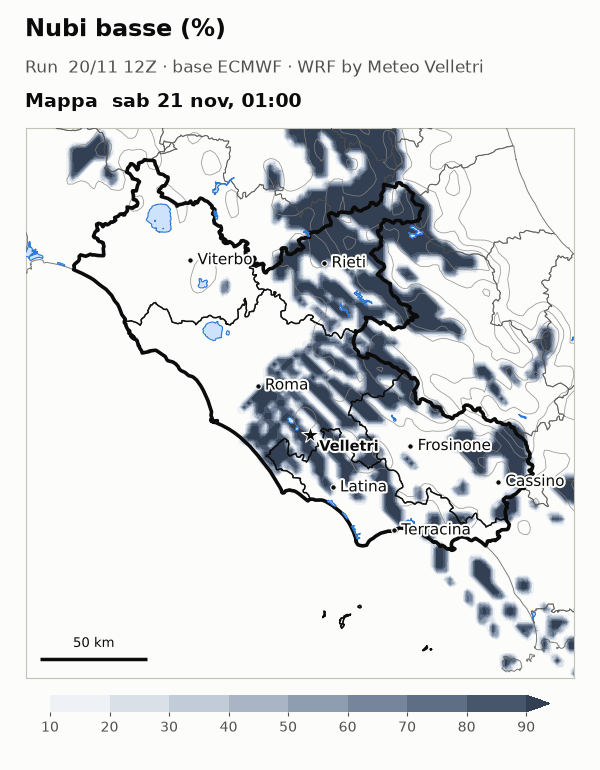 Nubi basse (%)
Run  20/11 12Z · base ECMWF · WRF by Meteo Velletri
Mappa  sab 21 nov, 01:00
Viterbo
Rieti
Roma
Velletri
Frosinone
Cassino
Latina
Terracina
50 km
10 20 30 40 50 60 70 80 90